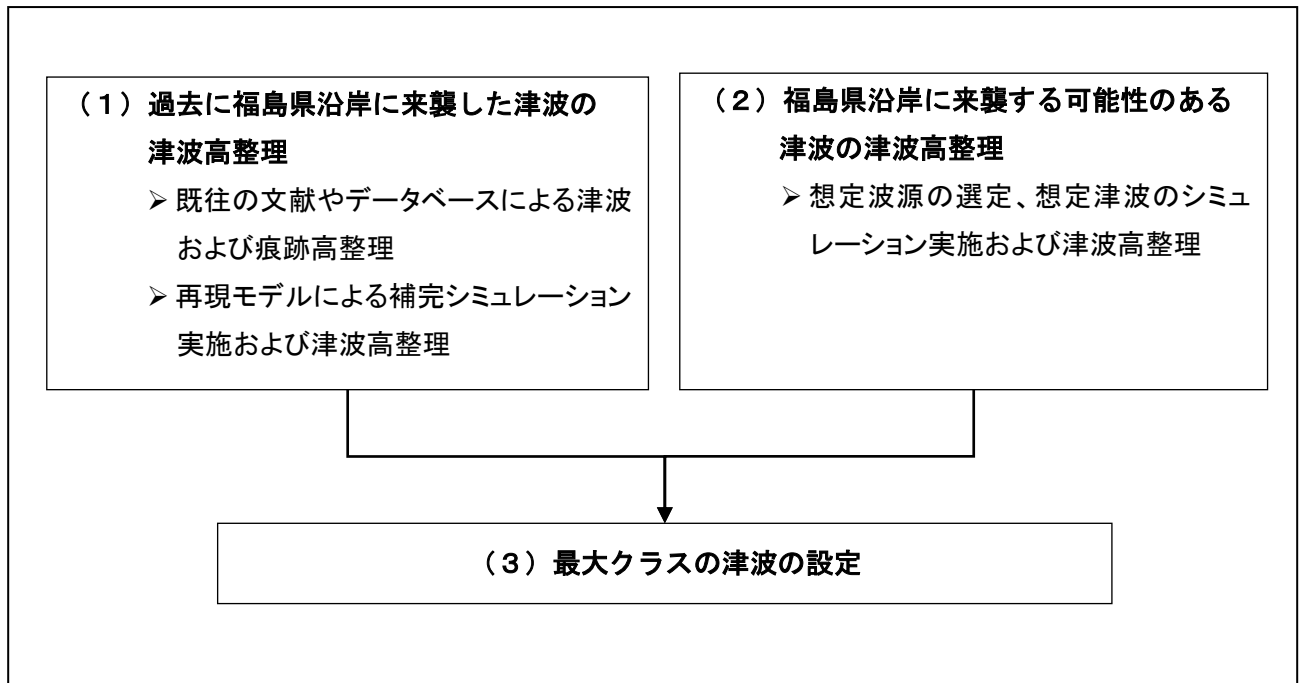 （１）過去に福島県沿岸に来襲した津波の
津波高整理
➢ 既往の文献やデータベースによる津波
および痕跡高整理
➢ 再現モデルによる補完シミュレーション
実施および津波高整理
（２）福島県沿岸に来襲する可能性のある
津波の津波高整理
➢ 想定波源の選定、想定津波のシミュ
レーション実施および津波高整理
（３）最大クラスの津波の設定